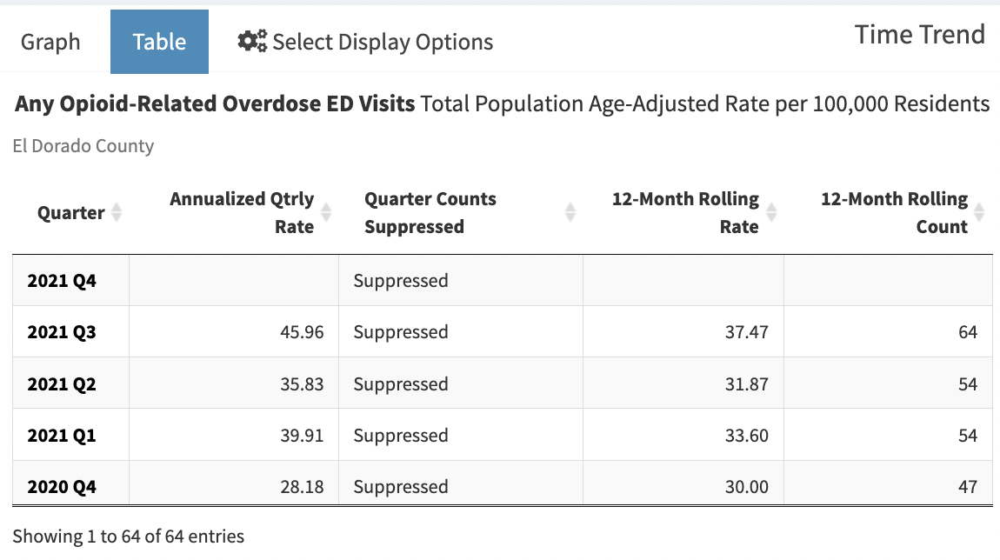 Graph Table Select Display Options Time Trend
Any Opioid-Related Overdose ED Visits Total Population Age-Adjusted Rate per 100,000 Residents
El Dorado County
Quarter Annualized Qtrly Rate Quarter Counts Suppressed 12-Month Rolling Rate 12-Month Rolling Count
2021 Q4 Suppressed
2021 Q3 45.96 Suppressed 37.47 64
2021 Q2 35.83 Suppressed 31.87 54
2021 Q1 39.91 Suppressed 33.60 54
2020 Q4 28.18 Suppressed 30.00 47
Showing 1 to 64 of 64 entries